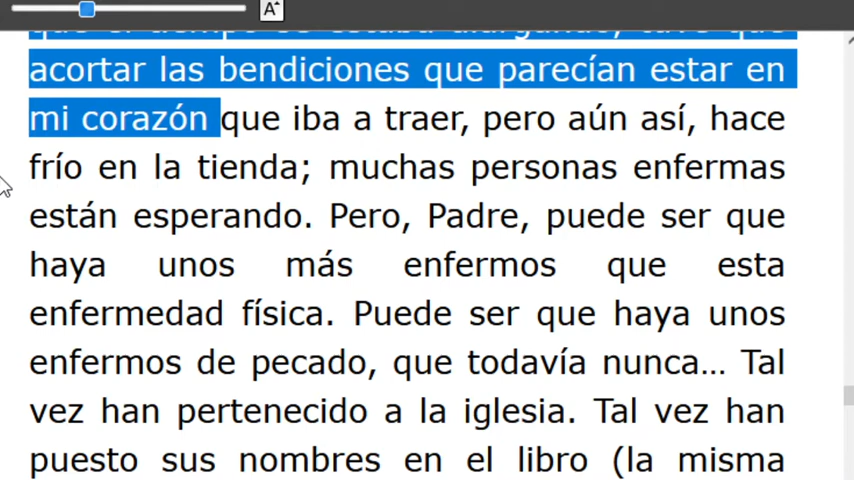 acortar las bendiciones que parecían estar en
mi corazón que iba a traer, pero aún así, hace
frío en la tienda; muchas personas enfermas
están esperando. Pero, Padre, puede ser que
haya unos más enfermos que esta
enfermedad física. Puede ser que haya unos
enfermos de pecado, que todavía nunca... Tal
vez han pertenecido a la iglesia. Tal vez han
puesto sus nombres en el libro (la misma